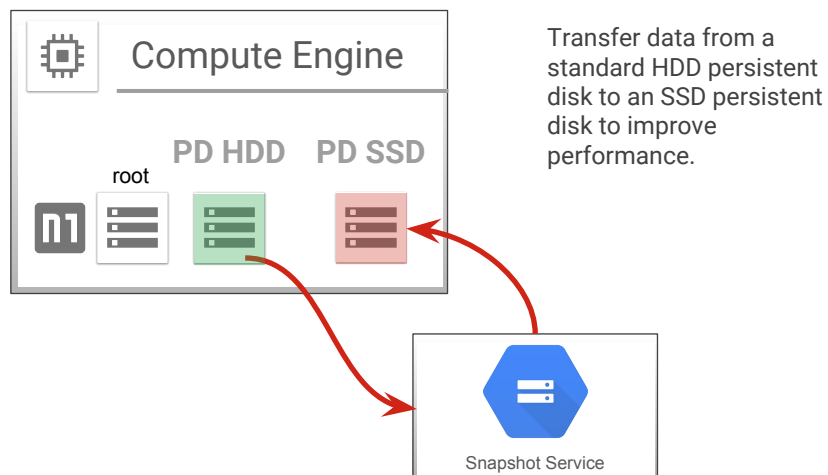 Compute Engine
Transfer data from a
standard HDD persistent
disk to an SSD persistent
disk to improve
performance.
PD HDD PD SSD
root
n1
Snapshot Service